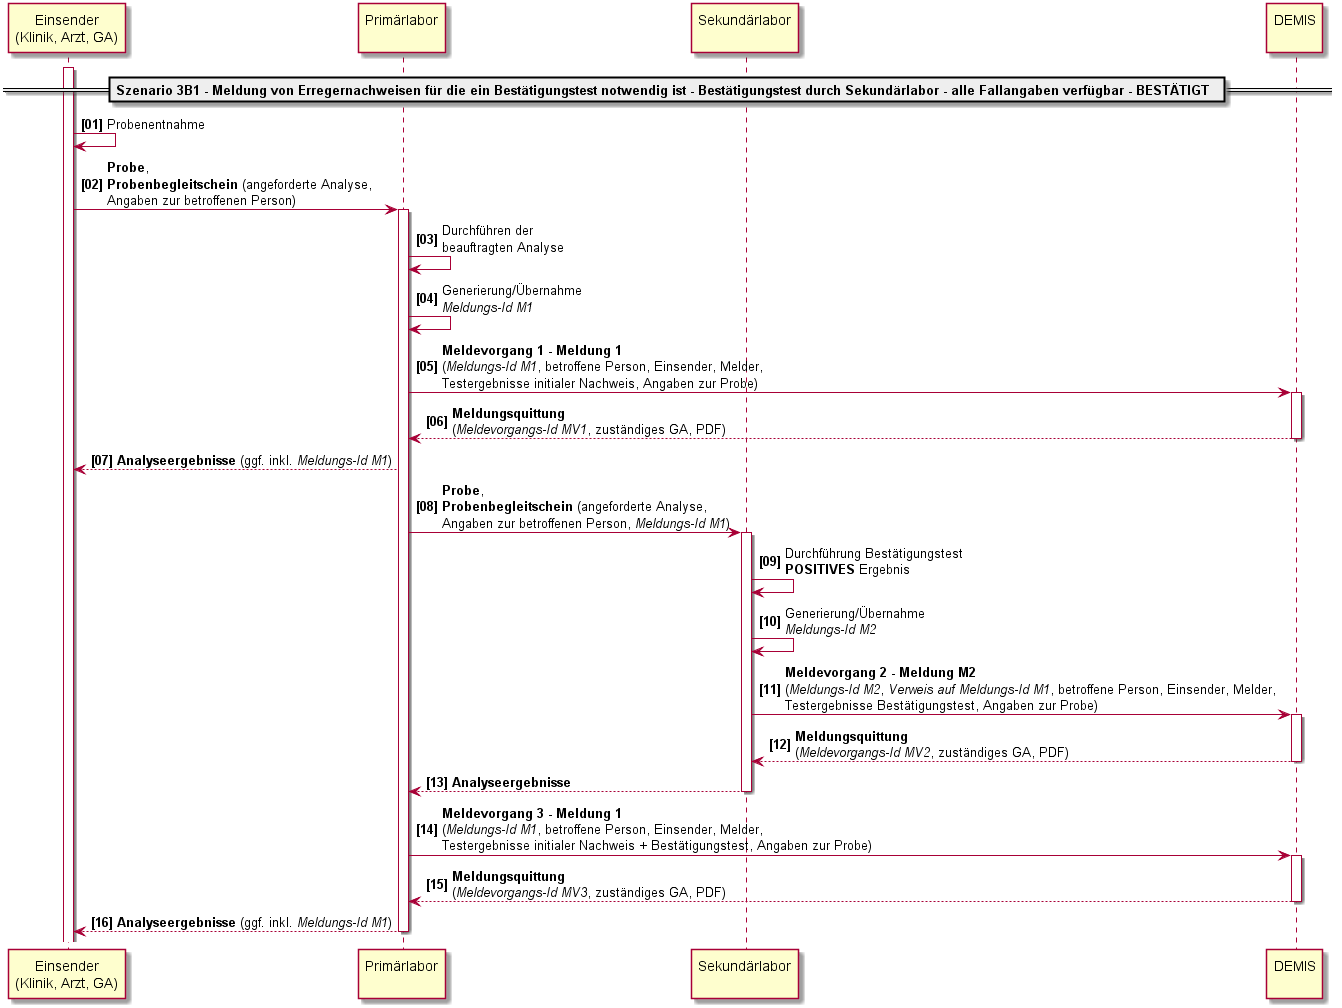 Einsender
(Klinik, Arzt, GA)
Primärlabor
Sekundärlabor
DEMIS
Szenario 3B1 - Meldung von Erregernachweisen für die ein Bestätigungstest notwendig ist - Bestätigungstest durch Sekundärlabor - alle Fallangaben verfügbar - BESTÄTIGT
[01] Probenentnahme
Probe,
[02] Probenbegleitschein (angeforderte Analyse,
Angaben zur betroffenen Person)
Durchführen der
[03]
beauftragten Analyse
Generierung/Übernahme
[04]
Meldungs-Id M1
Meldevorgang 1 - Meldung 1
[05] (Meldungs-Id M1, betroffene Person, Einsender, Melder,
Testergebnisse initialer Nachweis, Angaben zur Probe)
Meldungsquittung
[06]
(Meldevorgangs-Id MV1, zuständiges GA, PDF)
[07] Analyseergebnisse (ggf. inkl. Meldungs-Id M1)
Probe,
[08] Probenbegleitschein (angeforderte Analyse,
Angaben zur betroffenen Person, Meldungs-Id M1)
Durchführung Bestätigungstest
[09]
POSITIVES Ergebnis
Generierung/Übernahme
[10]
Meldungs-Id M2
Meldevorgang 2 - Meldung M2
[11] (Meldungs-Id M2, Verweis auf Meldungs-Id M1, betroffene Person, Einsender, Melder,
Testergebnisse Bestätigungstest, Angaben zur Probe)
Meldungsquittung
[12]
(Meldevorgangs-Id MV2, zuständiges GA, PDF)
[13] Analyseergebnisse
Meldevorgang 3 - Meldung 1
[14] (Meldungs-Id M1, betroffene Person, Einsender, Melder,
Testergebnisse initialer Nachweis + Bestätigungstest, Angaben zur Probe)
Meldungsquittung
[15]
(Meldevorgangs-Id MV3, zuständiges GA, PDF)
[16] Analyseergebnisse (ggf. inkl. Meldungs-Id M1)
Einsender
(Klinik, Arzt, GA)
Primärlabor
Sekundärlabor
DEMIS